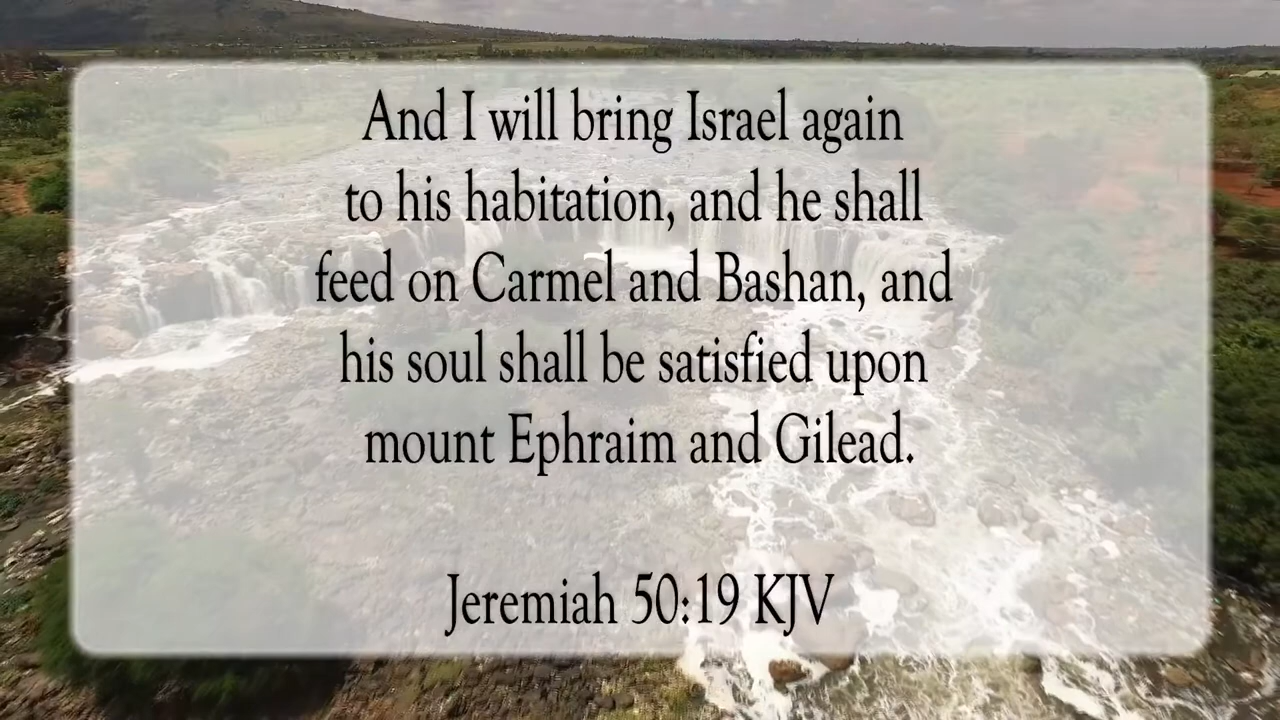 And I will bring Israel again
to his habitation, and he shall
feed on Carmel and Bashan, and
his soul shall be satisfied upon
mount Ephraim and Gilead.
Jeremiah 50:19 KJV